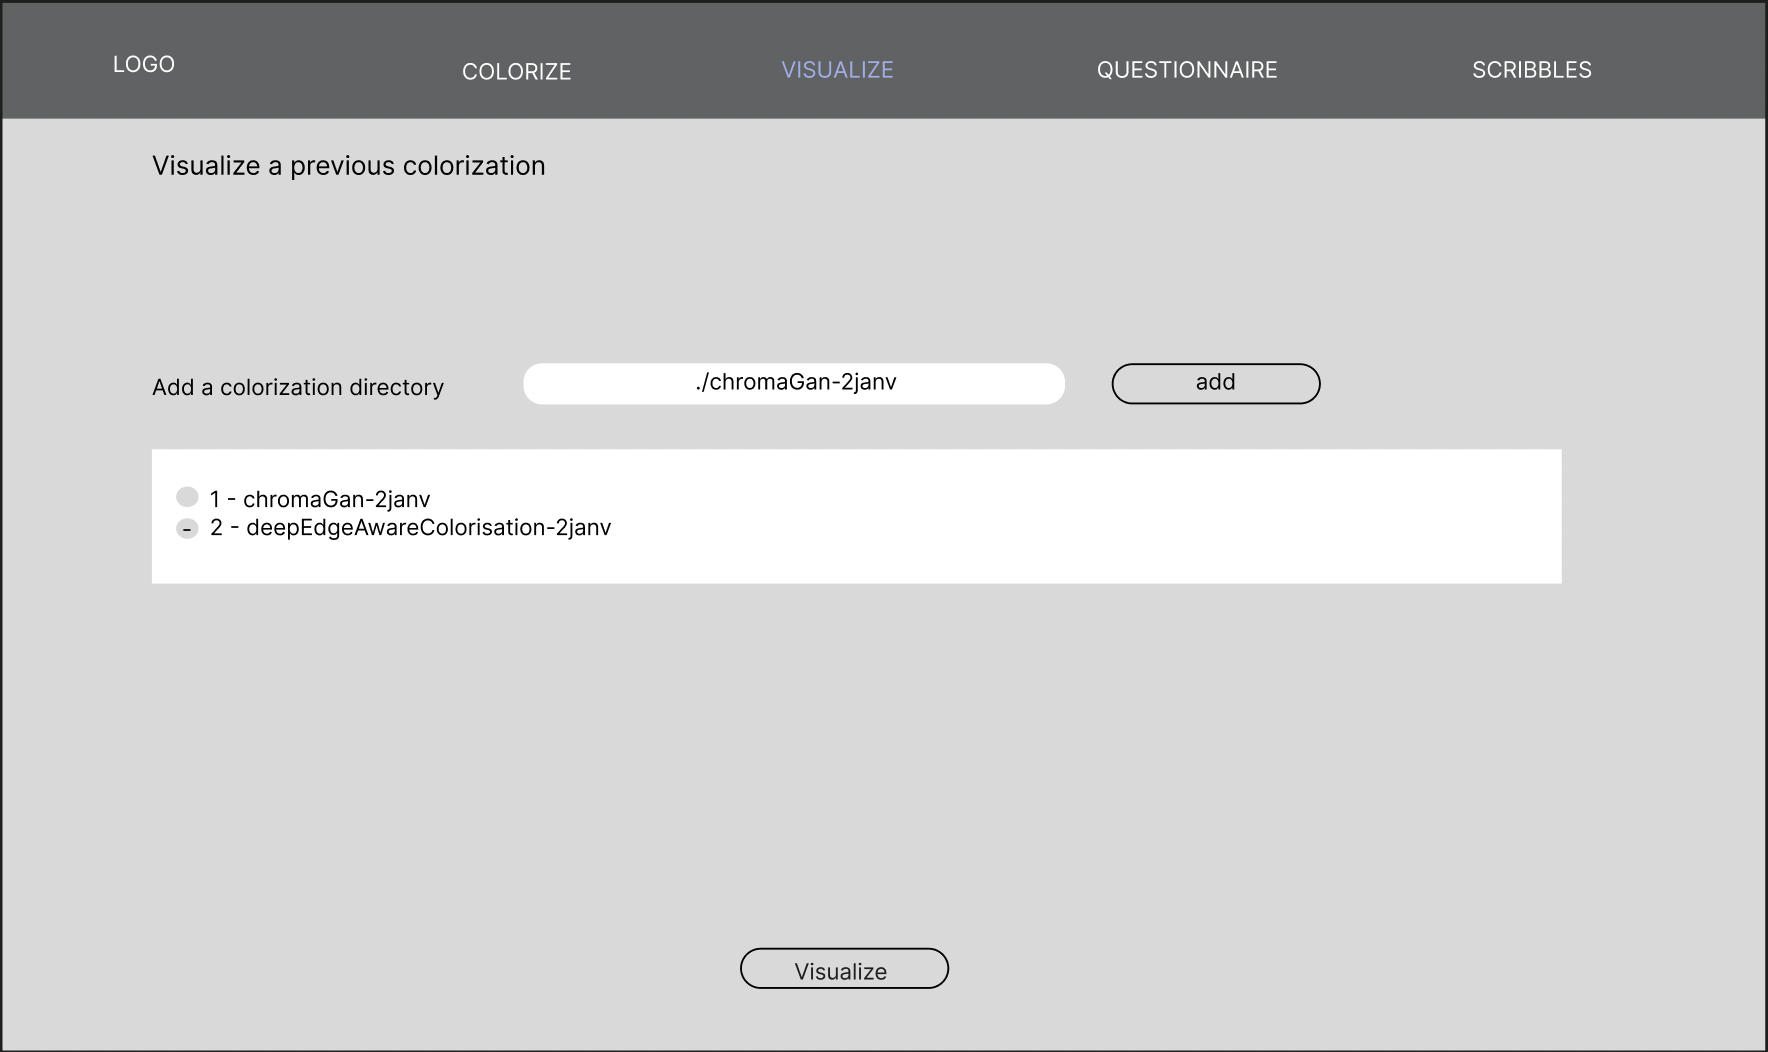 LOGO
COLORIZE
VISUALIZE
QUESTIONNAIRE
SCRIBBLES
Visualize a previous colorization
Add a colorization directory
./chromaGan-2janv
add
1 - chromaGan-2janv
- 2 - deepEdgeAwareColorisation-2janv
Visualize